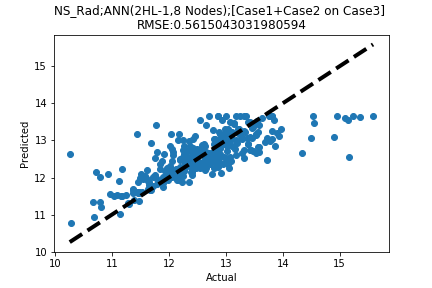 NS_Rad;ANN(2HL-1,8 Nodes);[Case1+Case2 on Case3]
RMSE:0.5615043031980594
Predicted
15
14
13
12
11
10
10 11 12 13 14 15
Actual